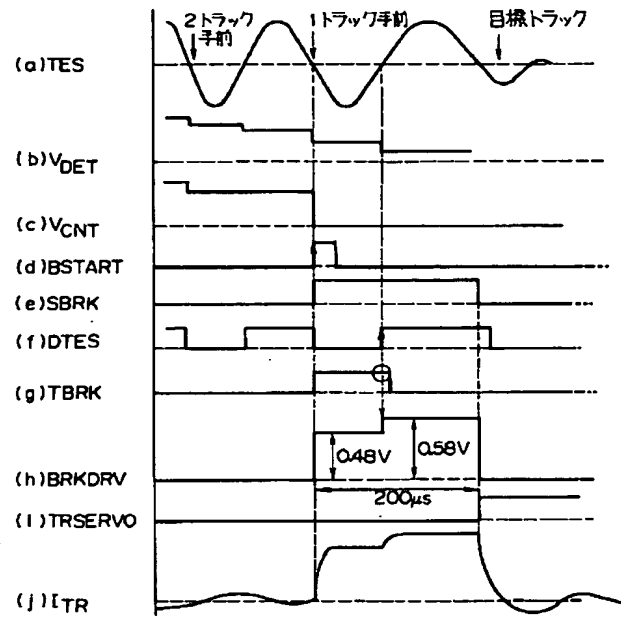 2トラック
手前
1トラック手前
目標トラック
(a)TES
(b)VDET
(c)VCNT
(d)BSTART
(e)SBRK
(f)DTES
(g)TBRK
0.48V
0.58V
(h)BRKDRV
200μs
(i)TRSERVO
(j)ITR